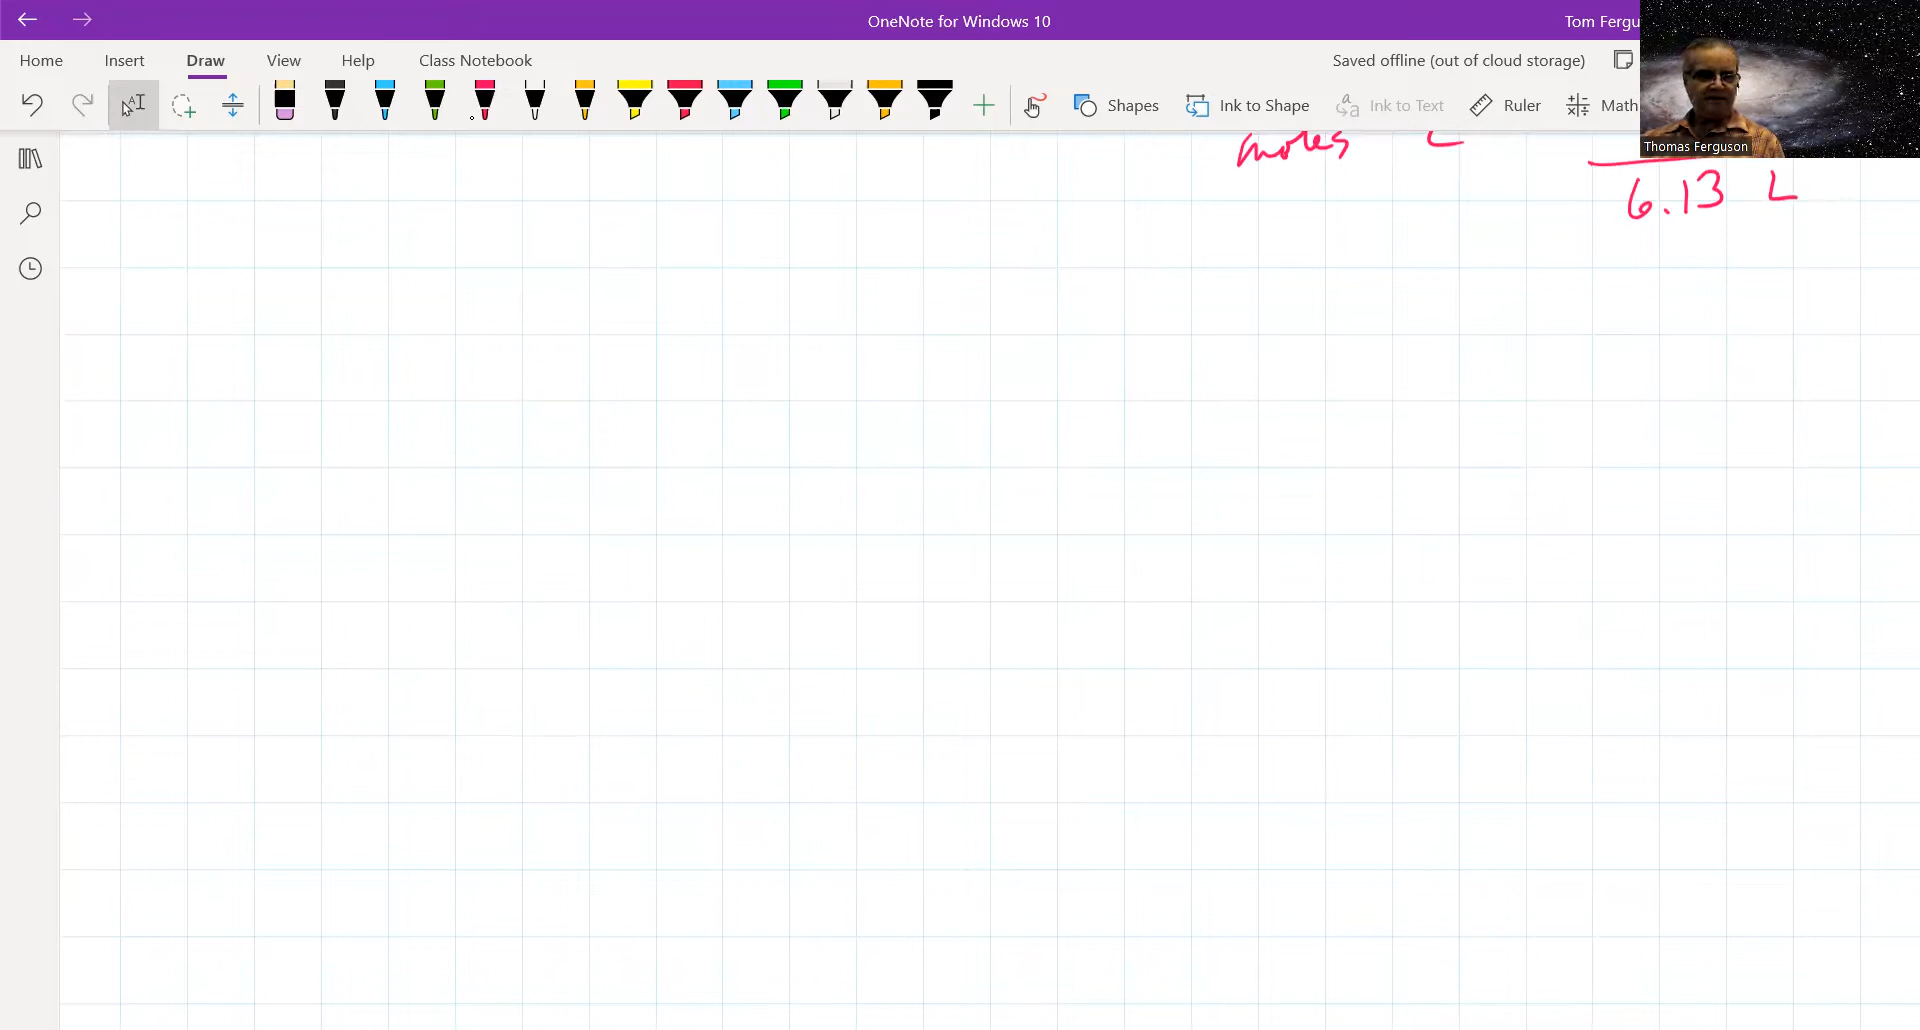 OneNote for Windows 10
Tom Fergu
Home Insert Draw View Help Class Notebook
Saved offline (out of cloud storage)
Shapes Ink to Shape Ink to Text Ruler Math
Thomas Ferguson
moles L
6.13 L